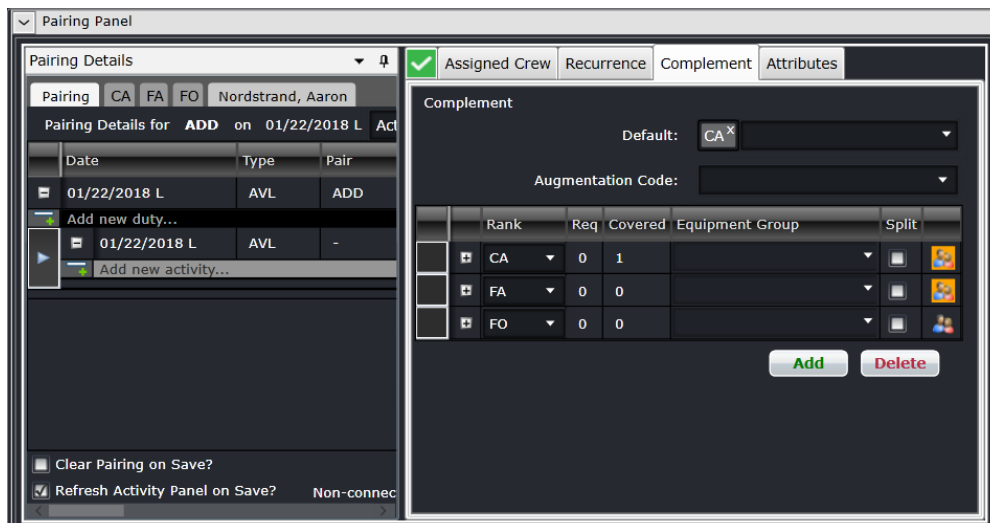 Pairing Panel
Pairing Details
Pairing CA FA FO Nordstrand, Aaron
Pairing Details for ADD on 01/22/2018 L Act
Date Type Pair
01/22/2018 L AVL ADD
Add new duty...
01/22/2018 L AVL -
Add new activity...
Clear Pairing on Save?
Refresh Activity Panel on Save? Non-connec
Assigned Crew Recurrence Complement Attributes
Complement
Default: CA X
Augmentation Code:
Rank Req Covered Equipment Group Split
CA 0 1
FA 0 0
FO 0 0
Add Delete